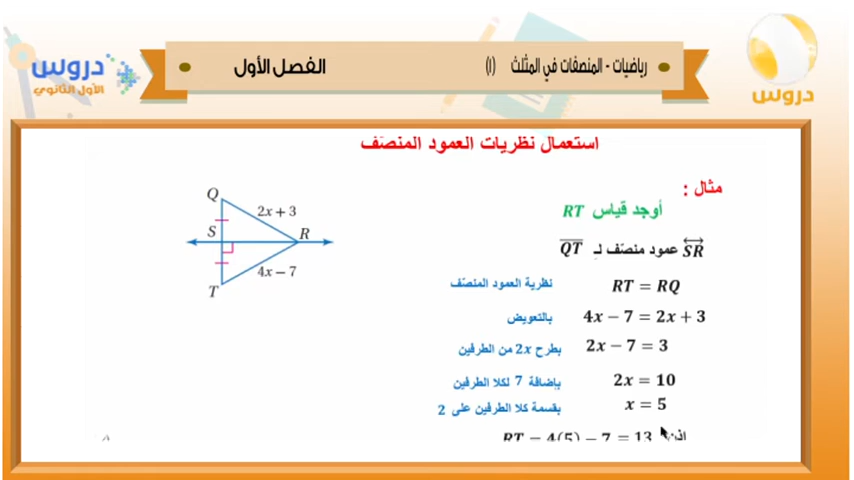 دروس
الأول الثانوي
رياضيات - المنصفات في المثلث (١)
الفصل الأول
دروس
استعمال نظريات العمود المنصّف
مثال :
أوجد قياس RT
SR عمود منصّف لـ QT
RT = RQ نظرية العمود المنصّف
4x − 7 = 2x + 3 بالتعويض
2x − 7 = 3 بطرح 2x من الطرفين
2x = 10 بإضافة 7 لكلا الطرفين
x = 5 بقسمة كلا الطرفين على 2
اذن RT = 4(5) − 7 = 13
Q
2x + 3
S
R
4x − 7
T